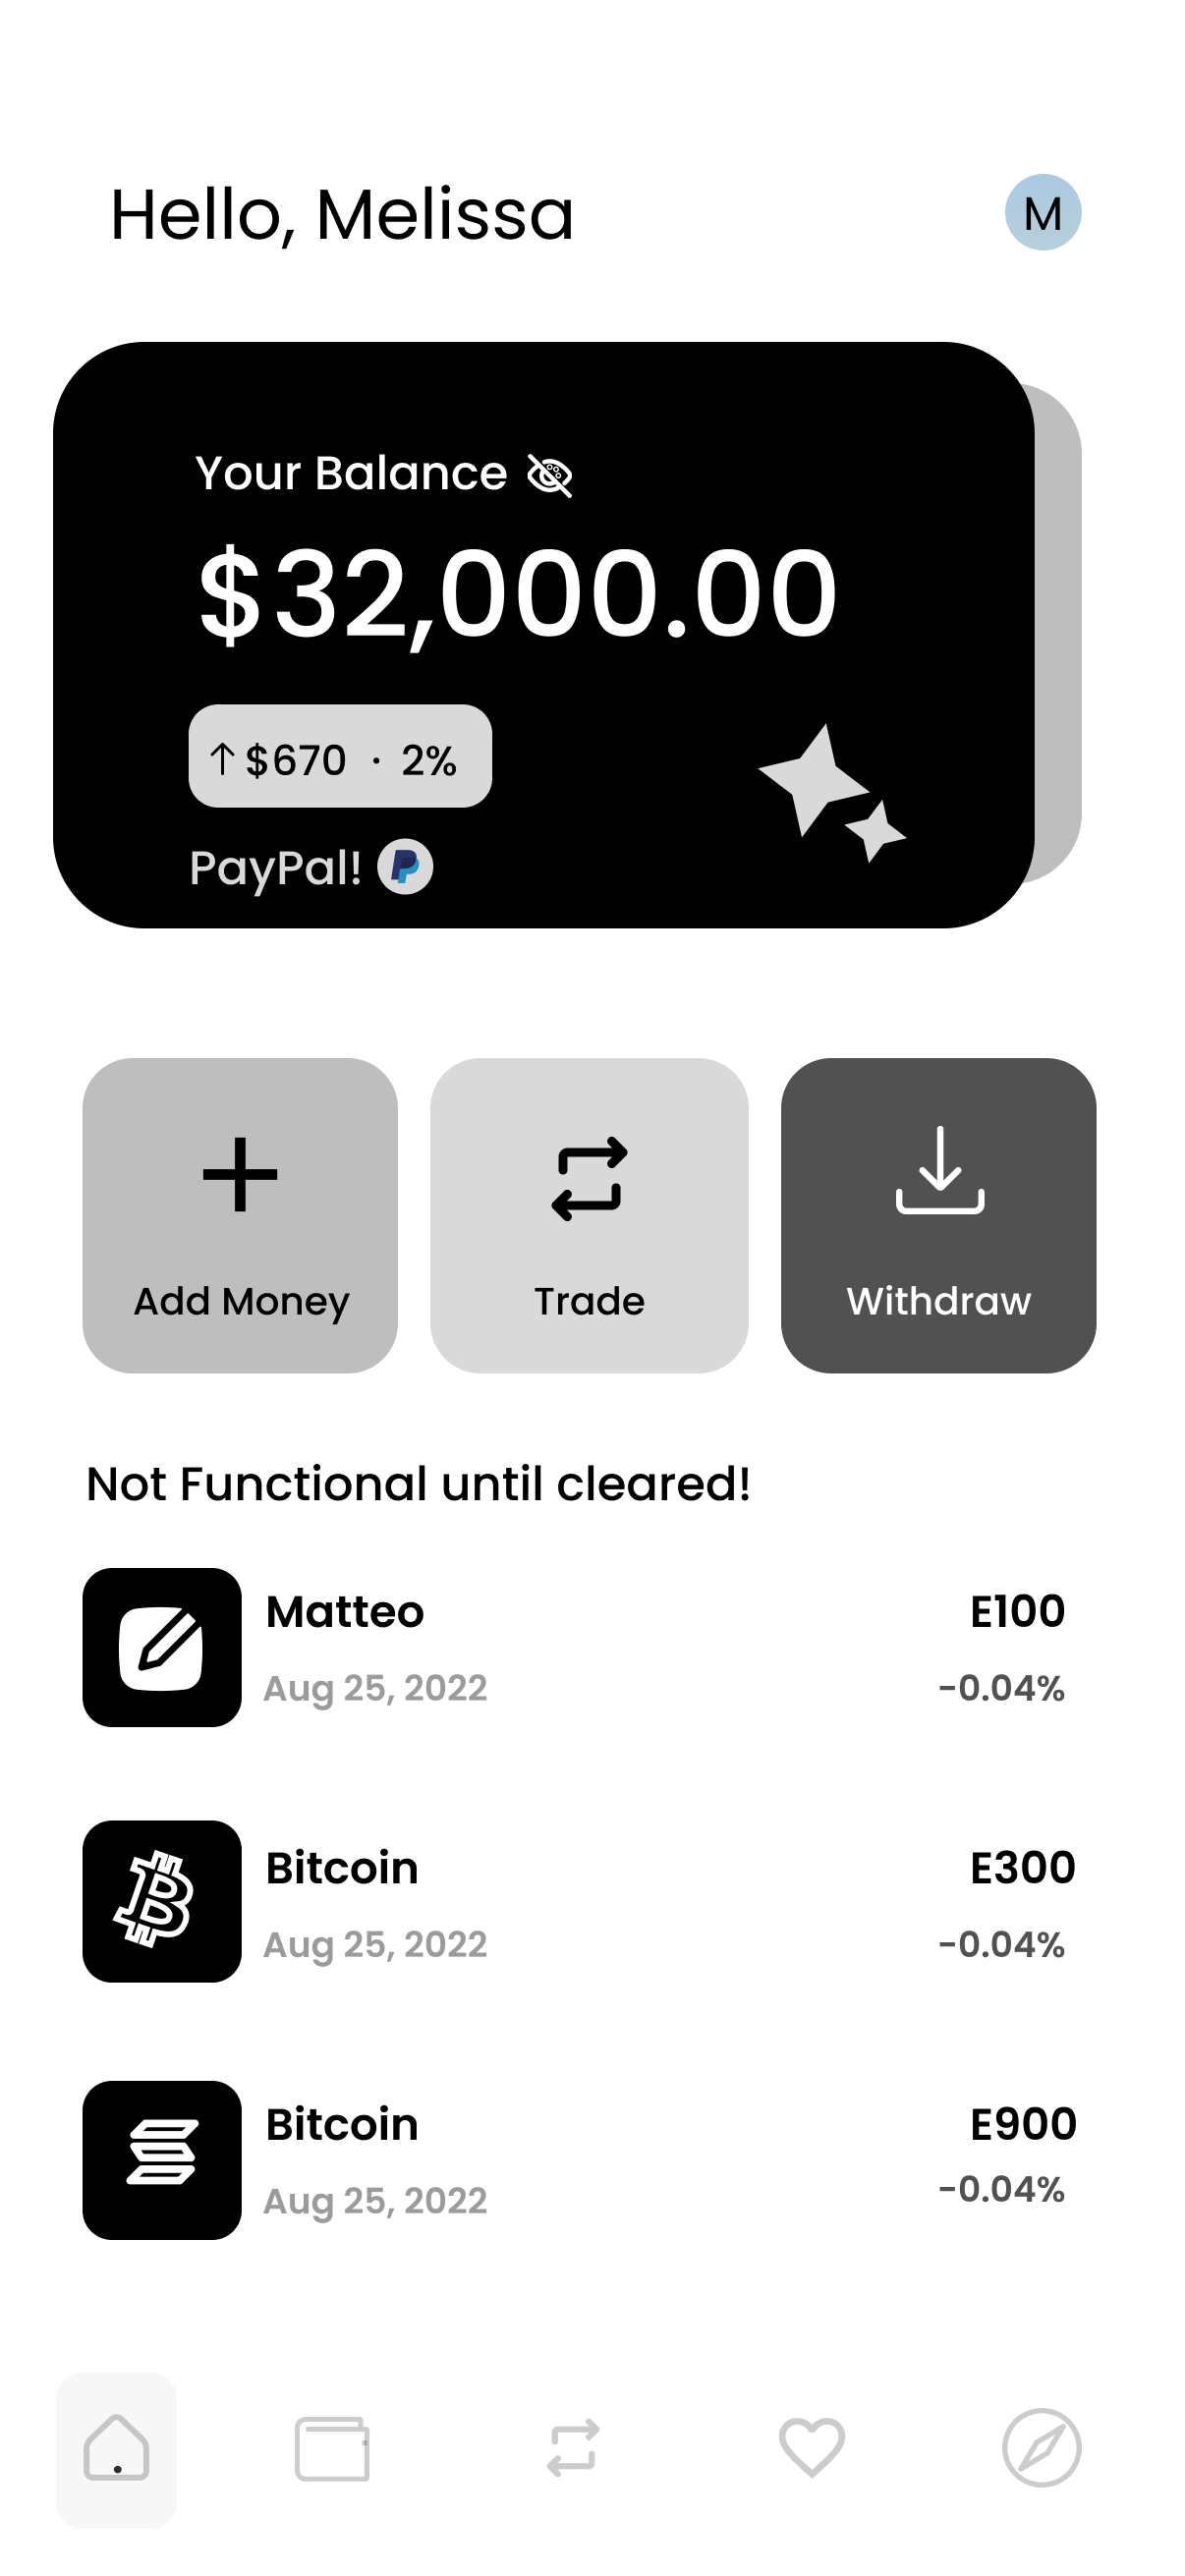 Hello, Melissa
M
Your Balance
$32,000.00
↑ $670 · 2%
PayPal!
Add Money
Trade
Withdraw
Not Functional until cleared!
Matteo
E100
Aug 25, 2022
-0.04%
Bitcoin
E300
Aug 25, 2022
-0.04%
Bitcoin
E900
Aug 25, 2022
-0.04%